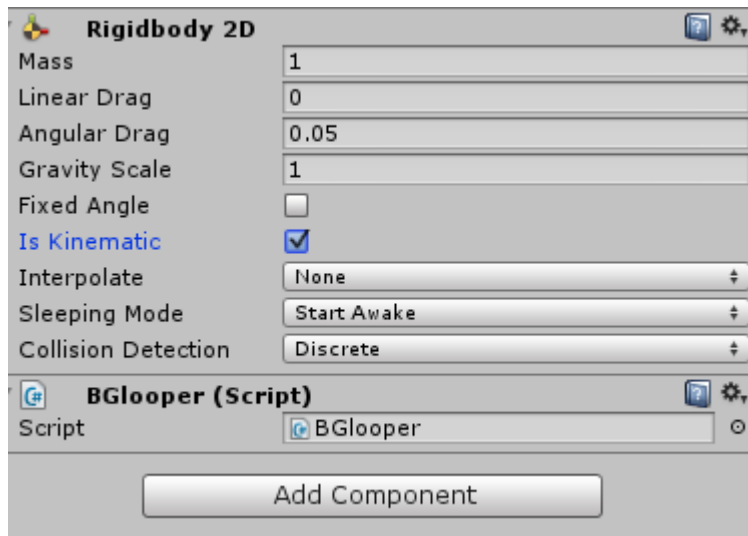 Rigidbody 2D
Mass 1
Linear Drag 0
Angular Drag 0.05
Gravity Scale 1
Fixed Angle
Is Kinematic
Interpolate None
Sleeping Mode Start Awake
Collision Detection Discrete
BGlooper (Script)
Script BGlooper
Add Component